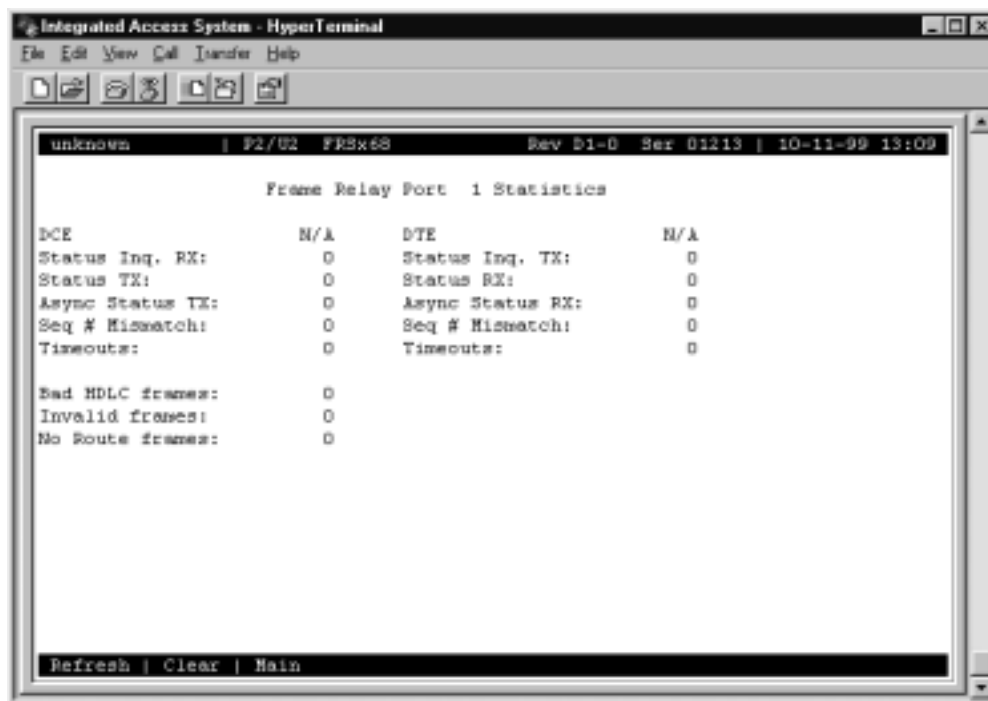 Integrated Access System - HyperTerminal
File Edit View Call Transfer Help
unknown | P2/U2 FRSx68 Rev D1-0 Ser 01213 | 10-11-99 13:09
Frame Relay Port 1 Statistics
DCE N/A DTE N/A
Status Inq. RX: 0 Status Inq. TX: 0
Status TX: 0 Status RX: 0
Async Status TX: 0 Async Status RX: 0
Seq # Mismatch: 0 Seq # Mismatch: 0
Timeouts: 0 Timeouts: 0
Bad HDLC frames: 0
Invalid frames: 0
No Route frames: 0
Refresh | Clear | Main